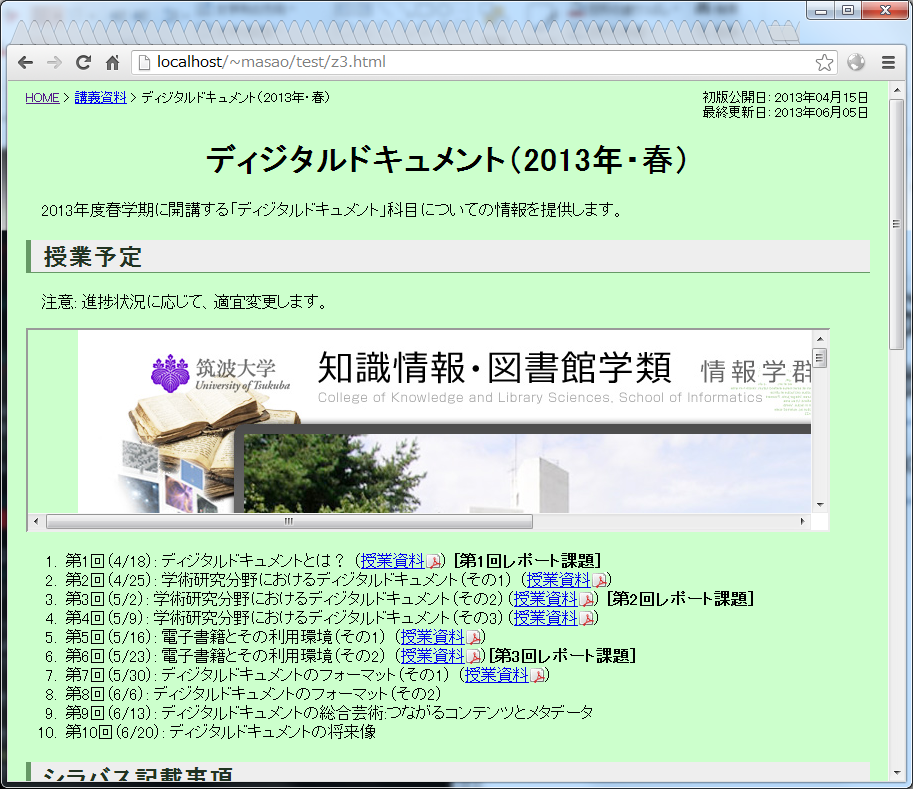 localhost/~masao/test/z3.html
HOME > 講義資料 > ディジタルドキュメント(2013年・春)
初版公開日: 2013年04月15日
最終更新日: 2013年06月05日
ディジタルドキュメント(2013年・春)
2013年度春学期に開講する「ディジタルドキュメント」科目についての情報を提供します。
授業予定
注意: 進捗状況に応じて、適宜変更します。
筑波大学
University of Tsukuba
知識情報・図書館学類 情報学群
College of Knowledge and Library Sciences, School of Informatics
1. 第1回(4/18): ディジタルドキュメントとは? (授業資料) [第1回レポート課題]
2. 第2回(4/25): 学術研究分野におけるディジタルドキュメント(その1) (授業資料)
3. 第3回(5/2): 学術研究分野におけるディジタルドキュメント(その2) (授業資料) [第2回レポート課題]
4. 第4回(5/9): 学術研究分野におけるディジタルドキュメント(その3) (授業資料)
5. 第5回(5/16): 電子書籍とその利用環境(その1) (授業資料)
6. 第6回(5/23): 電子書籍とその利用環境(その2) (授業資料) [第3回レポート課題]
7. 第7回(5/30): ディジタルドキュメントのフォーマット(その1) (授業資料)
8. 第8回(6/6): ディジタルドキュメントのフォーマット(その2)
9. 第9回(6/13): ディジタルドキュメントの総合芸術:つながるコンテンツとメタデータ
10. 第10回(6/20): ディジタルドキュメントの将来像
シラバス記載事項